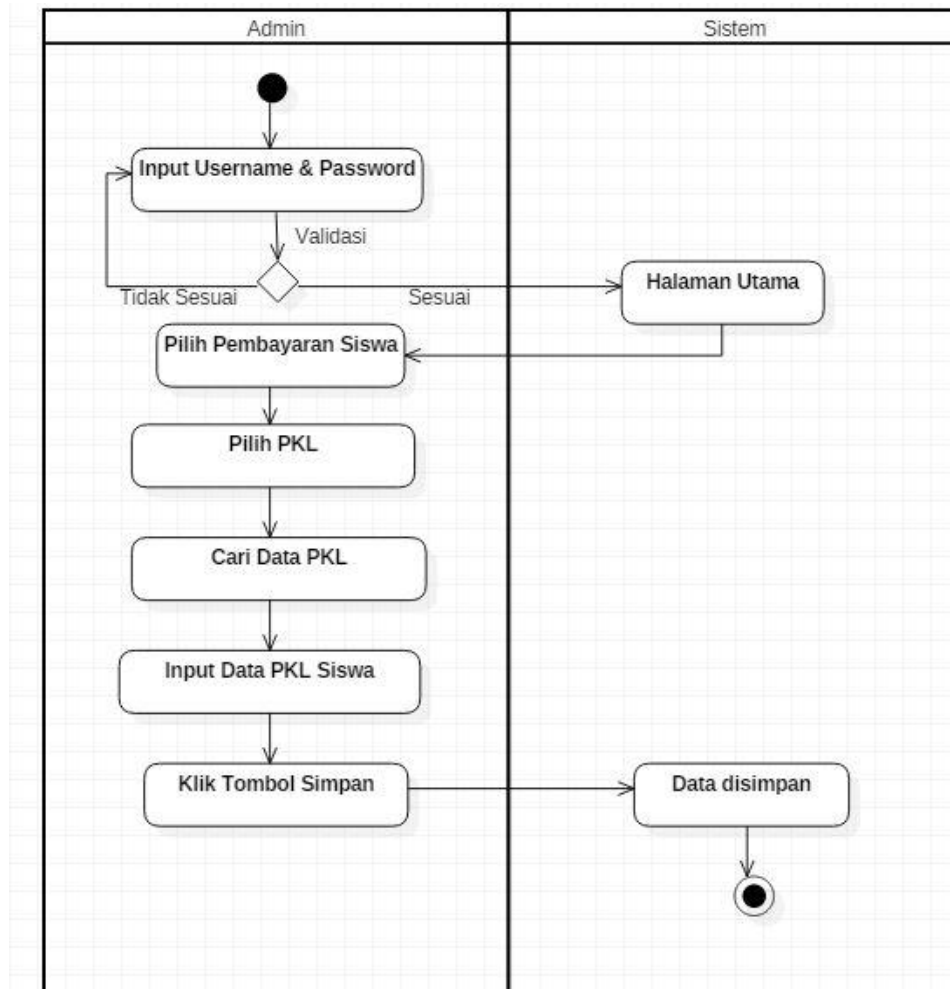 Admin
Sistem
Input Username & Password
Validasi
Tidak Sesuai
Sesuai
Halaman Utama
Pilih Pembayaran Siswa
Pilih PKL
Cari Data PKL
Input Data PKL Siswa
Klik Tombol Simpan
Data disimpan